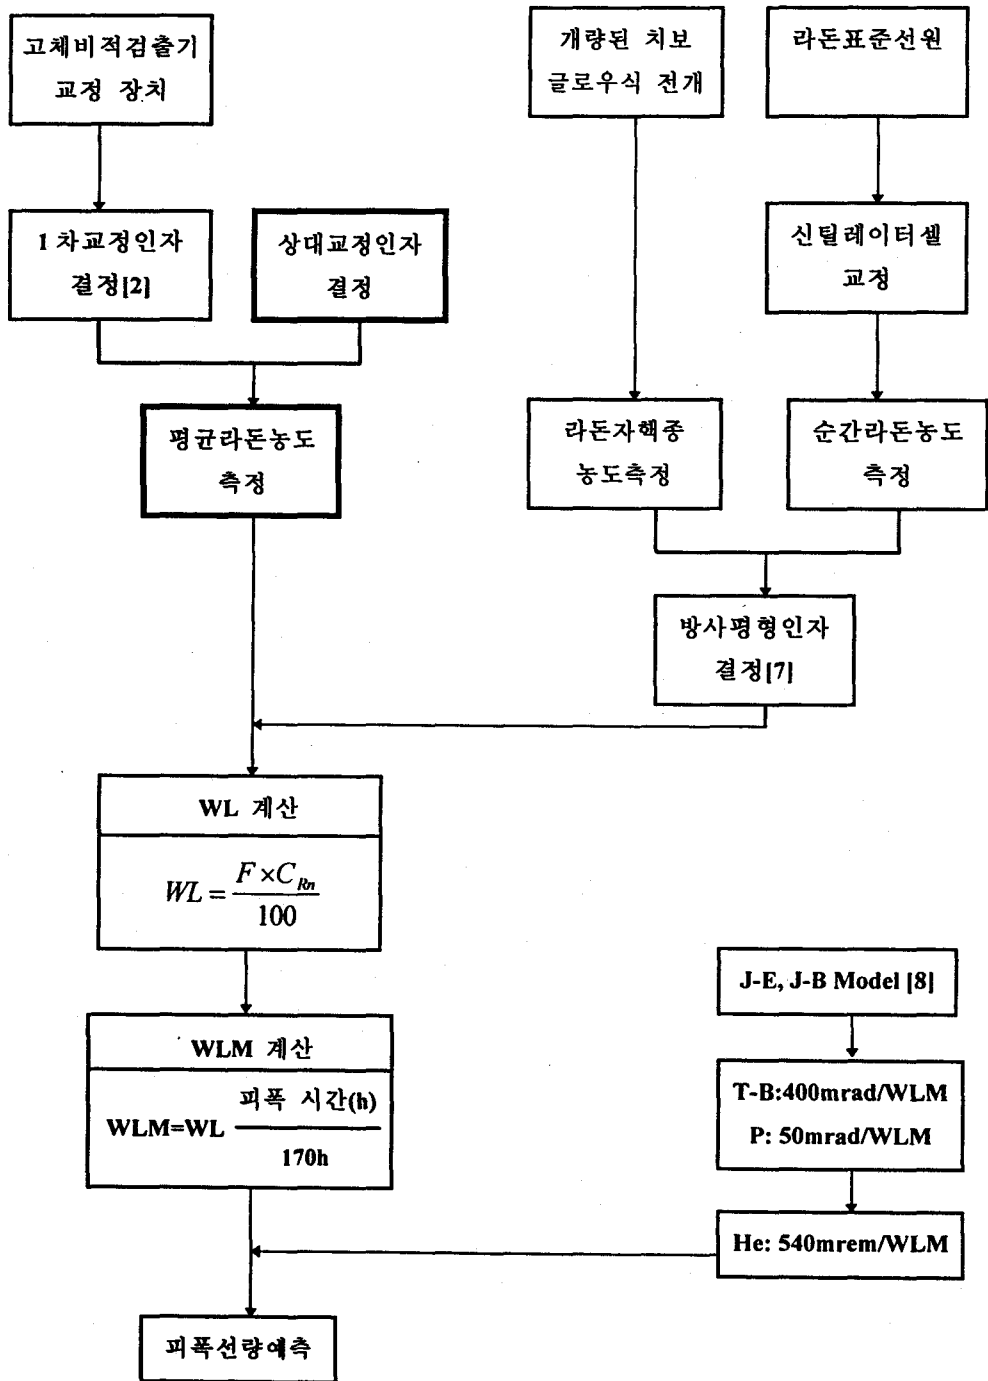 고체비적검출기
교정 장치
개량된 치보
글로우식 전개
라돈표준선원
1차교정인자
결정[2]
상대교정인자
결정
신틸레이터셀
교정
평균라돈농도
측정
라돈자핵종
농도측정
순간라돈농도
측정
방사평형인자
결정[7]
WL 계산
WL = F × C_Rn / 100
J-E, J-B Model [8]
WLM 계산
WLM=WL 피폭 시간(h) / 170h
T-B:400mrad/WLM
P: 50mrad/WLM
He: 540mrem/WLM
피폭선량예측